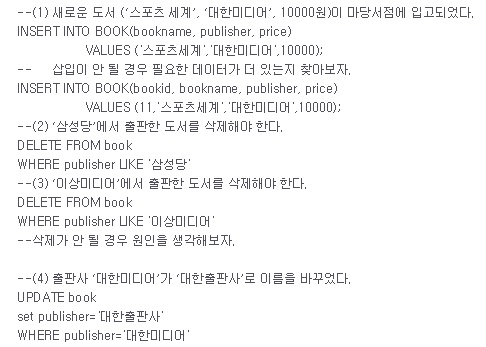 --(1) 새로운 도서 ('스포츠 세계', '대한미디어', 10000원)이 마당서점에 입고되었다.
INSERT INTO BOOK(bookname, publisher, price)
VALUES ('스포츠세계','대한미디어',10000);
-- 삽입이 안 될 경우 필요한 데이터가 더 있는지 찾아보자.
INSERT INTO BOOK(bookid, bookname, publisher, price)
VALUES (11,'스포츠세계','대한미디어',10000);
--(2) '삼성당'에서 출판한 도서를 삭제해야 한다.
DELETE FROM book
WHERE publisher LIKE '삼성당'
--(3) '이상미디어'에서 출판한 도서를 삭제해야 한다.
DELETE FROM book
WHERE publisher LIKE '이상미디어'
--삭제가 안 될 경우 원인을 생각해보자.
--(4) 출판사 '대한미디어'가 '대한출판사'로 이름을 바꾸었다.
UPDATE book
set publisher='대한출판사'
WHERE publisher='대한미디어'